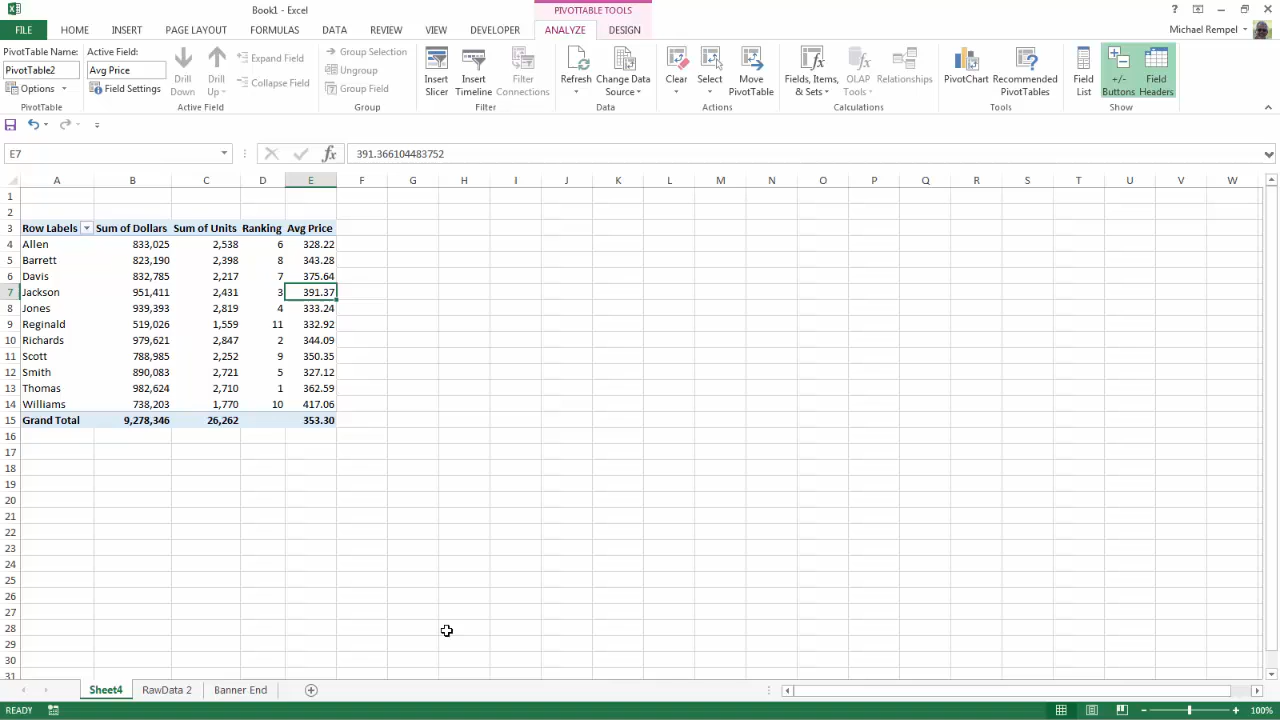 Book1 - Excel
PIVOTTABLE TOOLS
?
FILE HOME INSERT PAGE LAYOUT FORMULAS DATA REVIEW VIEW DEVELOPER ANALYZE DESIGN Michael Rempel
PivotTable Name:
PivotTable2
Options
PivotTable
Active Field:
Avg Price
Field Settings
Drill Down
Drill Up
Expand Field
Collapse Field
Active Field
Group Selection
Ungroup
Group Field
Group
Insert Slicer
Insert Timeline
Filter Connections
Filter
Refresh
Change Data Source
Data
Clear
Select
Move PivotTable
Actions
Fields, Items, & Sets
OLAP Tools
Relationships
Calculations
PivotChart
Recommended PivotTables
Tools
Field List
+/- Buttons
Field Headers
Show
E7 fx 391.366104483752
A B C D E F G H I J K L M N O P Q R S T U V W
1
2
3 Row Labels Sum of Dollars Sum of Units Ranking Avg Price
4 Allen 833,025 2,538 6 328.22
5 Barrett 823,190 2,398 8 343.28
6 Davis 832,785 2,217 7 375.64
7 Jackson 951,411 2,431 3 391.37
8 Jones 939,393 2,819 4 333.24
9 Reginald 519,026 1,559 11 332.92
10 Richards 979,621 2,847 2 344.09
11 Scott 788,985 2,252 9 350.35
12 Smith 890,083 2,721 5 327.12
13 Thomas 982,624 2,710 1 362.59
14 Williams 738,203 1,770 10 417.06
15 Grand Total 9,278,346 26,262 353.30
16
17
18
19
20
21
22
23
24
25
26
27
28
29
30
31
Sheet4 RawData 2 Banner End
READY 100%